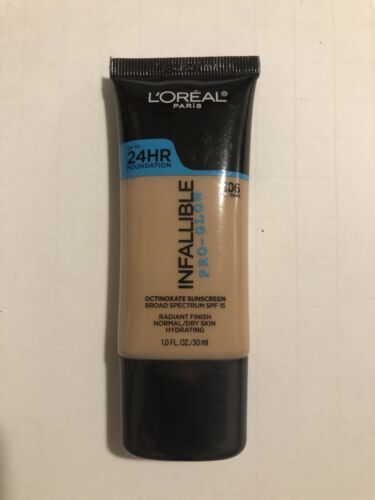 L'ORÉAL®
PARIS
UP TO
24HR
FOUNDATION
206
INFALLIBLE
PRO-GLOW
OCTINOXATE SUNSCREEN
BROAD SPECTRUM SPF 15
RADIANT FINISH
NORMAL/DRY SKIN
HYDRATING
1.0 FL. OZ./30 ml